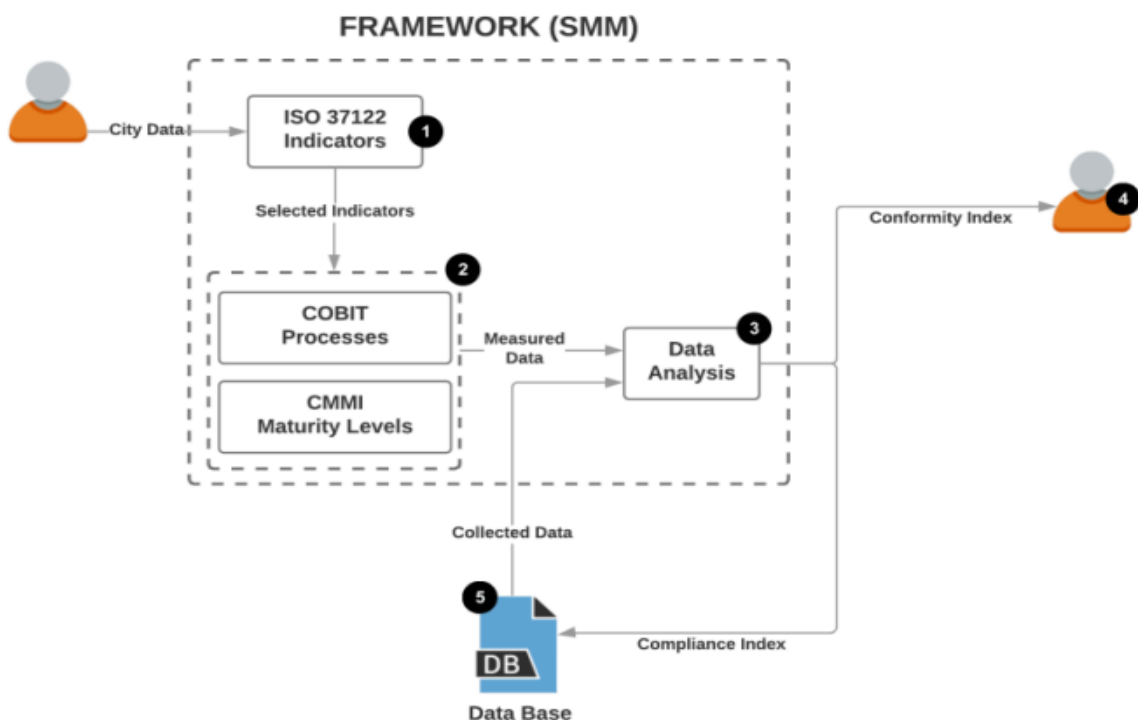 FRAMEWORK (SMM)
City Data
ISO 37122
Indicators
1
Selected Indicators
2
COBIT
Processes
CMMI
Maturity Levels
Measured
Data
3
Data
Analysis
4
Conformity Index
Collected Data
5
DB
Data Base
Compliance Index